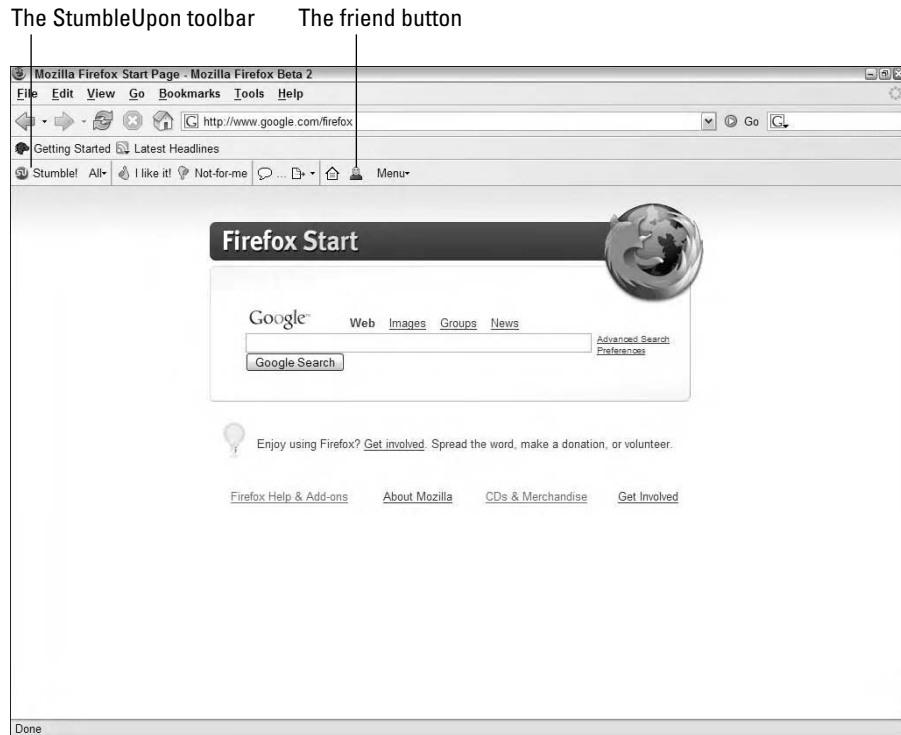 The StumbleUpon toolbar The friend button
Mozilla Firefox Start Page - Mozilla Firefox Beta 2
File Edit View Go Bookmarks Tools Help
G http://www.google.com/firefox Go G
Getting Started Latest Headlines
SU Stumble! All I like it! Not-for-me ... Menu
Firefox Start
Google™ Web Images Groups News
Advanced Search
Preferences
Google Search
Enjoy using Firefox? Get involved. Spread the word, make a donation, or volunteer.
Firefox Help & Add-ons About Mozilla CDs & Merchandise Get Involved
Done